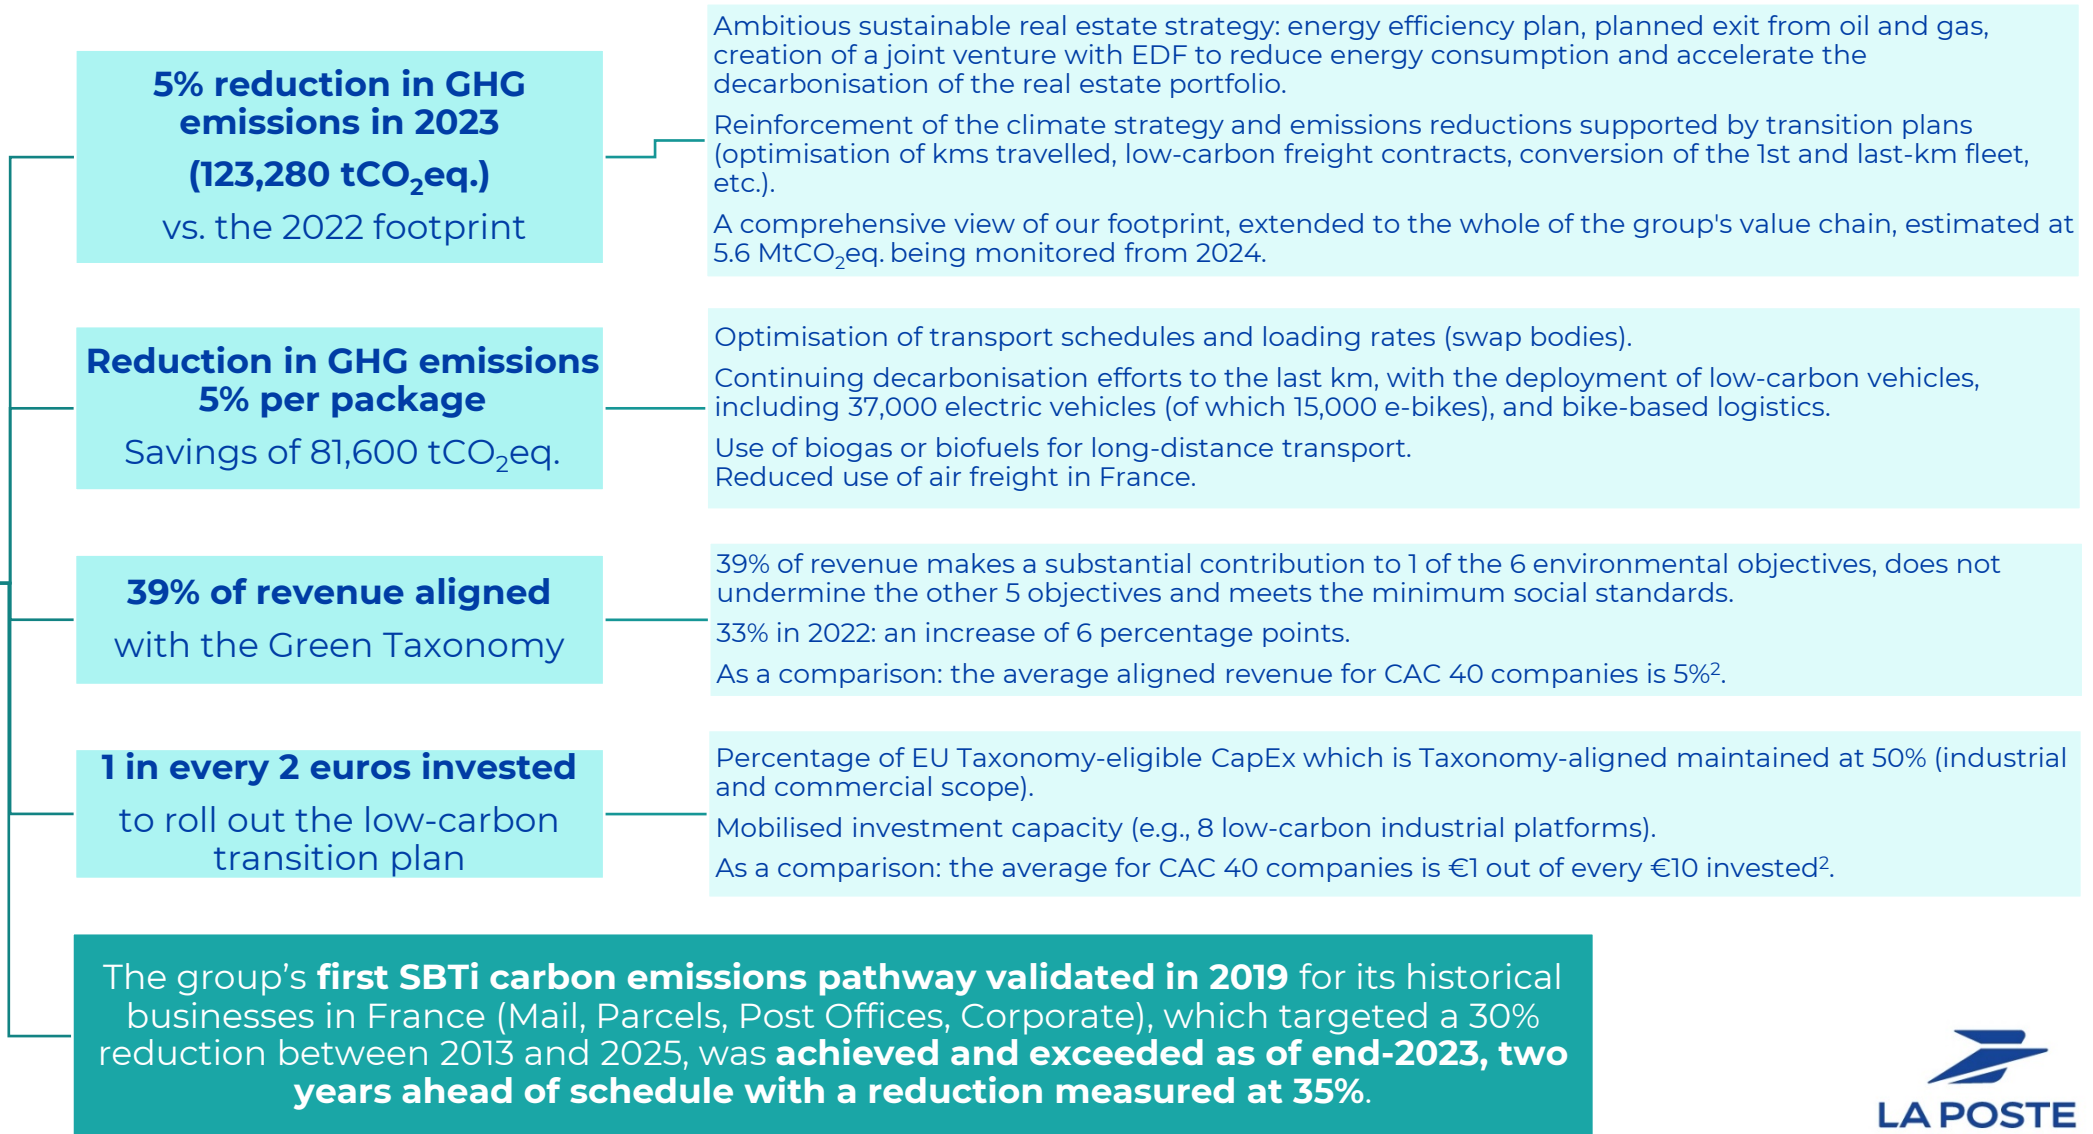 5% reduction in GHG
emissions in 2023
(123,280 tCO₂eq.)
vs. the 2022 footprint
Ambitious sustainable real estate strategy: energy efficiency plan, planned exit from oil and gas,
creation of a joint venture with EDF to reduce energy consumption and accelerate the
decarbonisation of the real estate portfolio.
Reinforcement of the climate strategy and emissions reductions supported by transition plans
(optimisation of kms travelled, low-carbon freight contracts, conversion of the 1st and last-km fleet,
etc.).
A comprehensive view of our footprint, extended to the whole of the group's value chain, estimated at
5.6 MtCO₂eq. being monitored from 2024.
Reduction in GHG emissions
5% per package
Savings of 81,600 tCO₂eq.
Optimisation of transport schedules and loading rates (swap bodies).
Continuing decarbonisation efforts to the last km, with the deployment of low-carbon vehicles,
including 37,000 electric vehicles (of which 15,000 e-bikes), and bike-based logistics.
Use of biogas or biofuels for long-distance transport.
Reduced use of air freight in France.
39% of revenue aligned
with the Green Taxonomy
39% of revenue makes a substantial contribution to 1 of the 6 environmental objectives, does not
undermine the other 5 objectives and meets the minimum social standards.
33% in 2022: an increase of 6 percentage points.
As a comparison: the average aligned revenue for CAC 40 companies is 5%².
1 in every 2 euros invested
to roll out the low-carbon
transition plan
Percentage of EU Taxonomy-eligible CapEx which is Taxonomy-aligned maintained at 50% (industrial
and commercial scope).
Mobilised investment capacity (e.g., 8 low-carbon industrial platforms).
As a comparison: the average for CAC 40 companies is €1 out of every €10 invested².
The group’s first SBTi carbon emissions pathway validated in 2019 for its historical
businesses in France (Mail, Parcels, Post Offices, Corporate), which targeted a 30%
reduction between 2013 and 2025, was achieved and exceeded as of end-2023, two
years ahead of schedule with a reduction measured at 35%.
LA POSTE